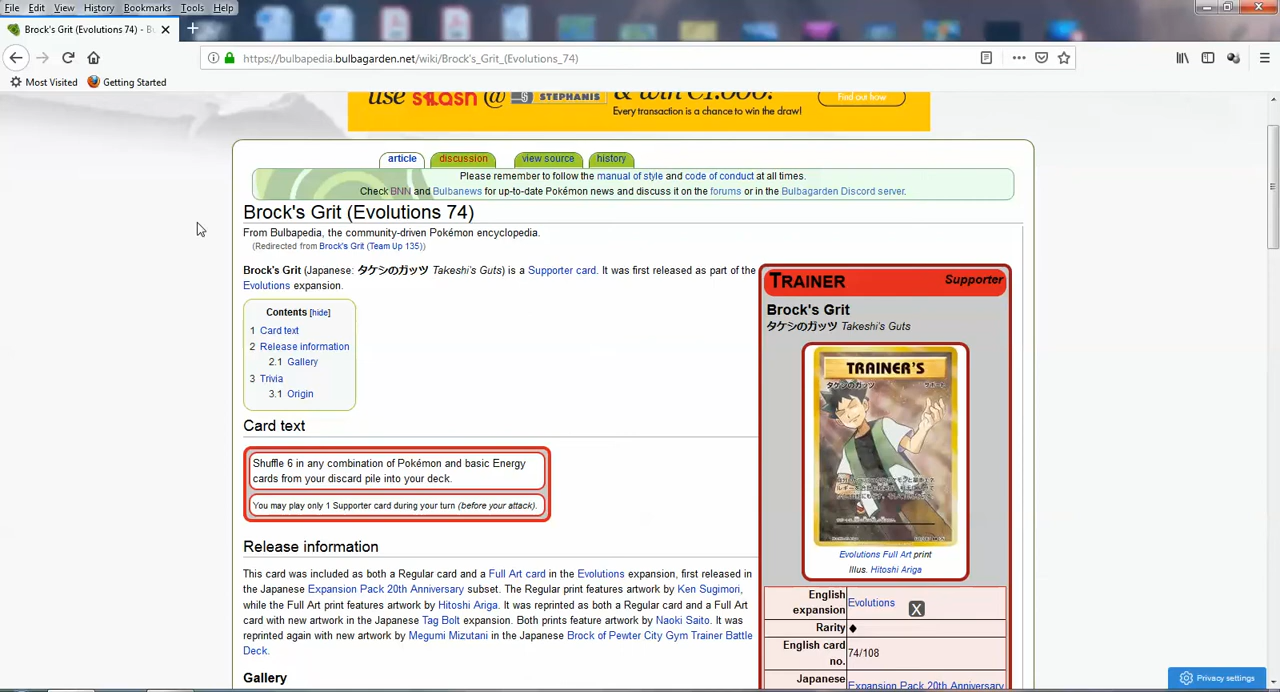 File Edit View History Bookmarks Tools Help
Brock's Grit (Evolutions 74) - Bu
https://bulbapedia.bulbagarden.net/wiki/Brock's_Grit_(Evolutions_74)
Most Visited Getting Started
use splash @ STEPHANIS & win €1.000! Find out how
Every transaction is a chance to win the draw!
article discussion view source history
Please remember to follow the manual of style and code of conduct at all times.
Check BNN and Bulbanews for up-to-date Pokémon news and discuss it on the forums or in the Bulbagarden Discord server.
Brock's Grit (Evolutions 74)
From Bulbapedia, the community-driven Pokémon encyclopedia.
(Redirected from Brock's Grit (Team Up 135))
Brock's Grit (Japanese: タケシのガッツ Takeshi's Guts) is a Supporter card. It was first released as part of the
Evolutions expansion.
Contents [hide]
1 Card text
2 Release information
2.1 Gallery
3 Trivia
3.1 Origin
Card text
Shuffle 6 in any combination of Pokémon and basic Energy
cards from your discard pile into your deck.
You may play only 1 Supporter card during your turn (before your attack).
Release information
This card was included as both a Regular card and a Full Art card in the Evolutions expansion, first released in
the Japanese Expansion Pack 20th Anniversary subset. The Regular print features artwork by Ken Sugimori,
while the Full Art print features artwork by Hitoshi Ariga. It was reprinted as both a Regular card and a Full Art
card with new artwork in the Japanese Tag Bolt expansion. Both prints feature artwork by Naoki Saito. It was
reprinted again with new artwork by Megumi Mizutani in the Japanese Brock of Pewter City Gym Trainer Battle
Deck.
Gallery
TRAINER Supporter
Brock's Grit
タケシのガッツ Takeshi's Guts
TRAINER'S
タケシのガッツ
Evolutions Full Art print
Illus. Hitoshi Ariga
English
expansion
Evolutions
X
Rarity ◆
English card
no.
74/108
Japanese
Expansion Pack 20th Anniversary
Privacy settings